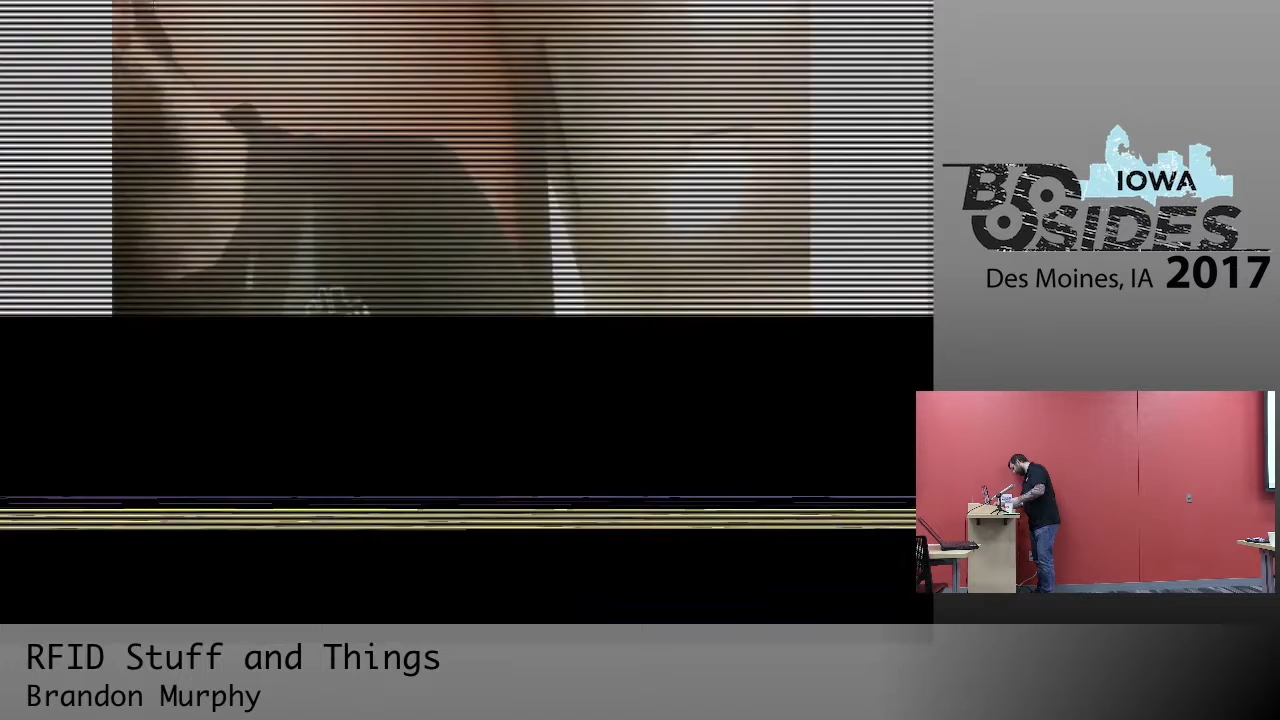 IOWA
BSIDES
Des Moines, IA 2017
RFID Stuff and Things
Brandon Murphy